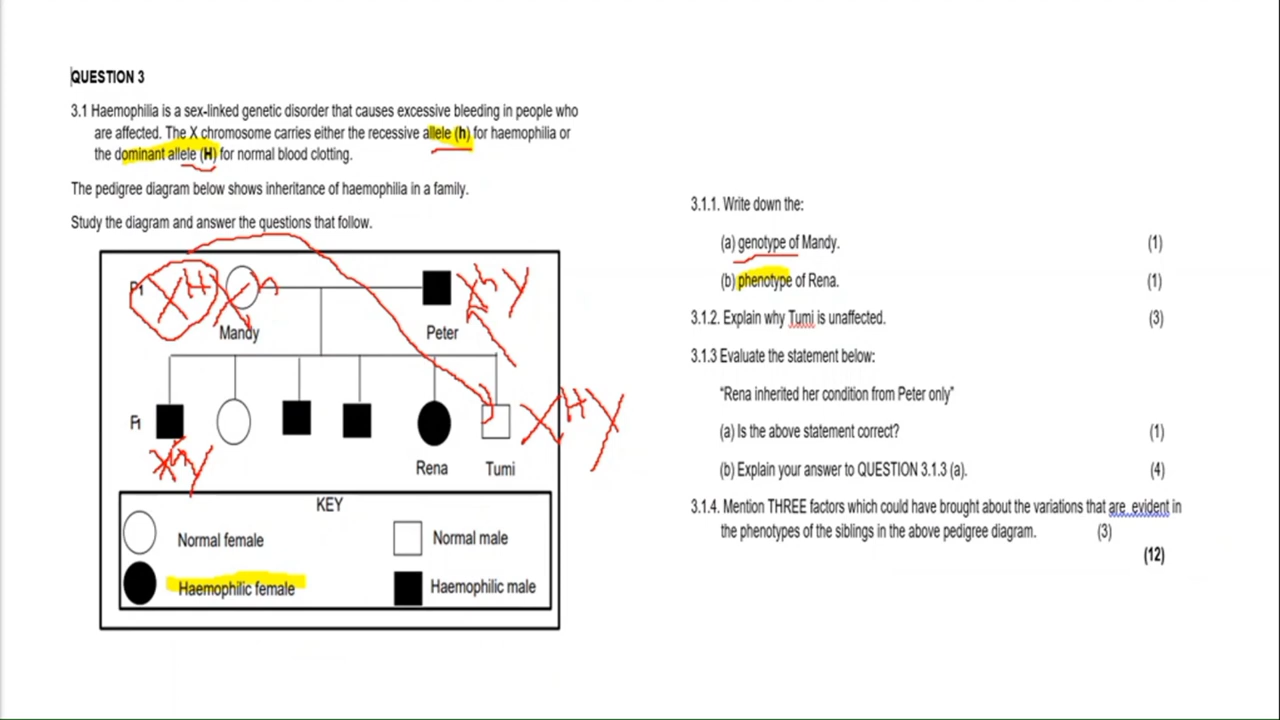 QUESTION 3
3.1 Haemophilia is a sex-linked genetic disorder that causes excessive bleeding in people who
are affected. The X chromosome carries either the recessive allele (h) for haemophilia or
the dominant allele (H) for normal blood clotting.
The pedigree diagram below shows inheritance of haemophilia in a family.
Study the diagram and answer the questions that follow.
X^H X^h
X^h Y
Mandy
Peter
F1
X^H Y
X^h Y
Rena
Tumi
KEY
Normal female
Normal male
Haemophilic female
Haemophilic male
3.1.1. Write down the:
(a) genotype of Mandy. (1)
(b) phenotype of Rena. (1)
3.1.2. Explain why Tumi is unaffected. (3)
3.1.3 Evaluate the statement below:
“Rena inherited her condition from Peter only”
(a) Is the above statement correct? (1)
(b) Explain your answer to QUESTION 3.1.3 (a). (4)
3.1.4. Mention THREE factors which could have brought about the variations that are evident in
the phenotypes of the siblings in the above pedigree diagram. (3)
(12)